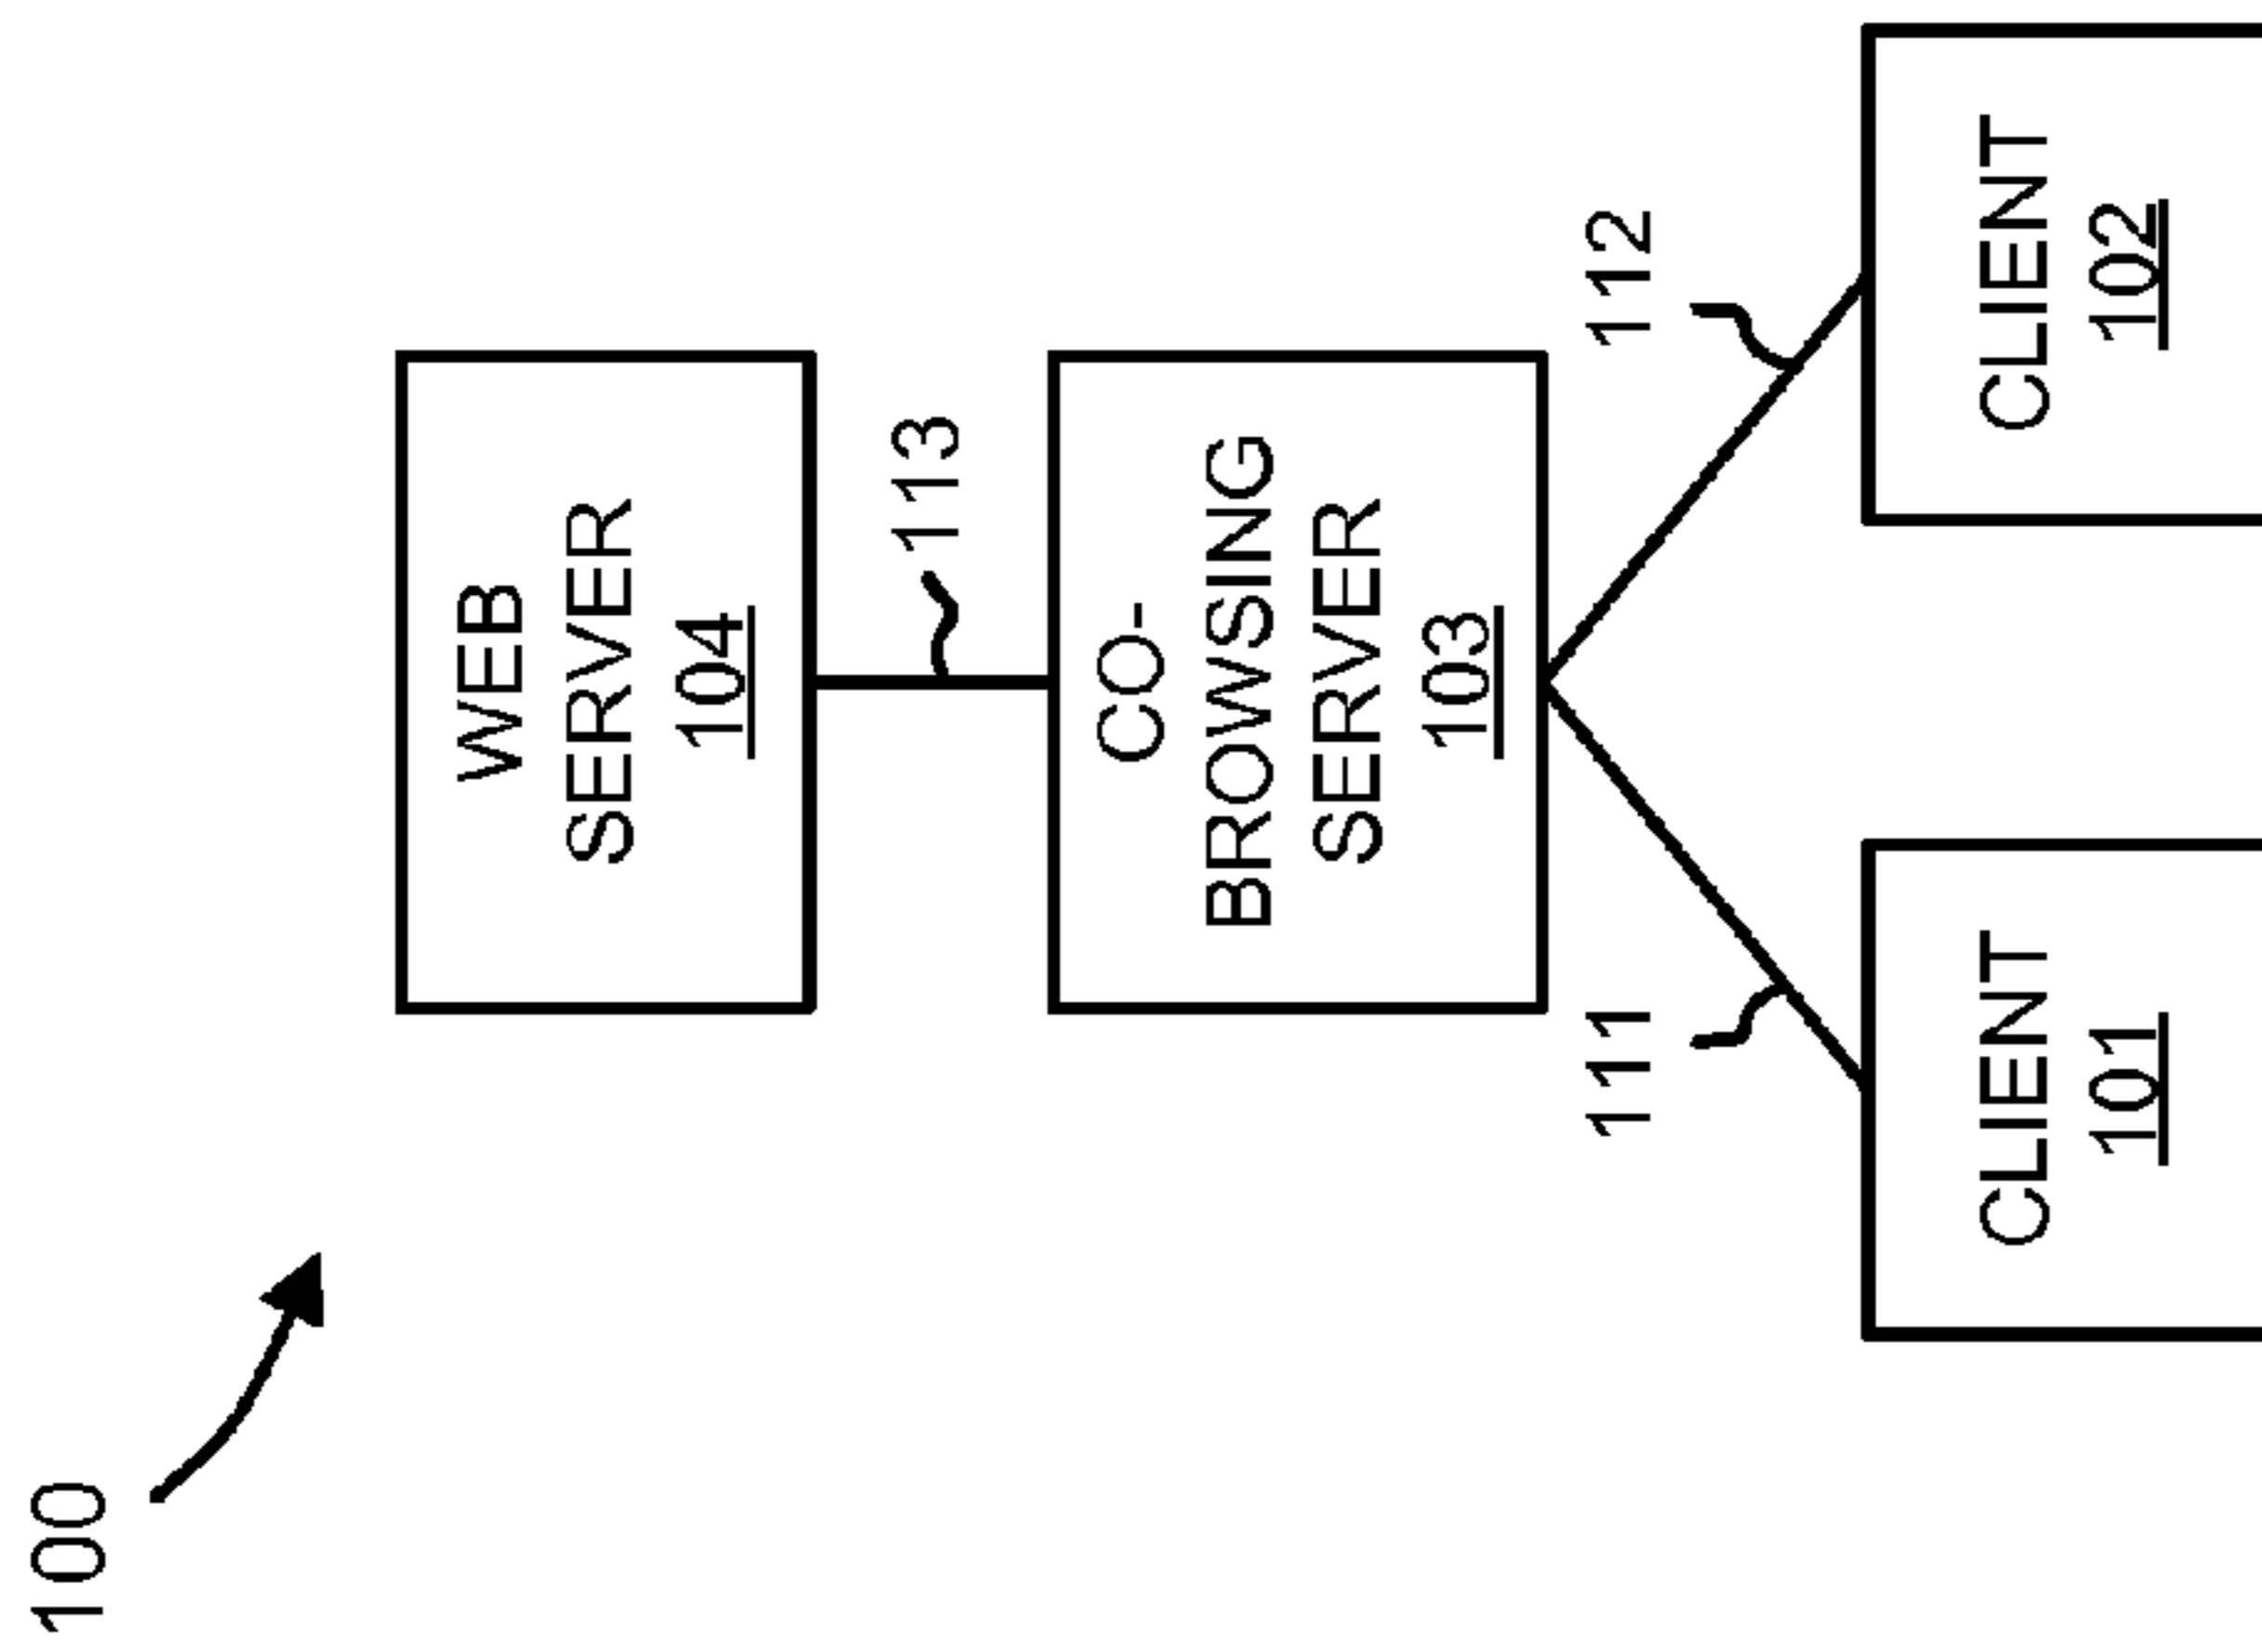 100
WEB
SERVER
104
113
CO-
BROWSING
SERVER
103
111
112
CLIENT
101
CLIENT
102